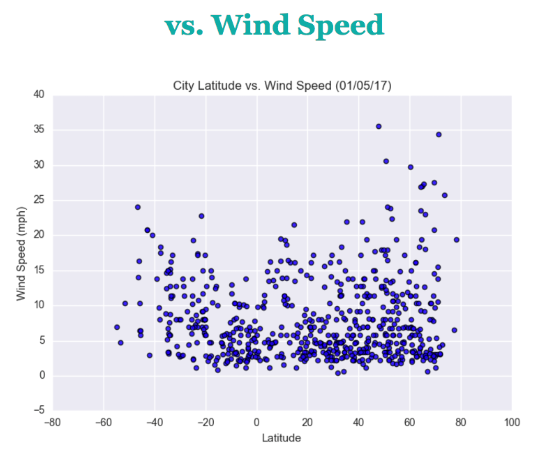 vs. Wind Speed
City Latitude vs. Wind Speed (01/05/17)
40
35
30
25
20
15
10
5
0
−5
Wind Speed (mph)
−80 −60 −40 −20 0 20 40 60 80 100
Latitude